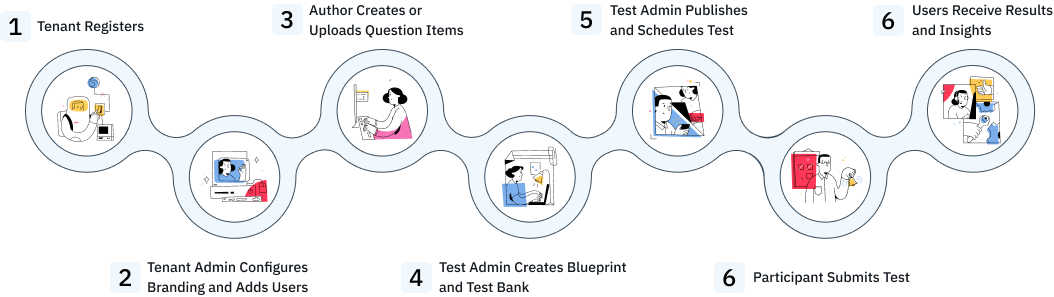 1
Tenant Registers
2
Tenant Admin Configures
Branding and Adds Users
3
Author Creates or
Uploads Question Items
4
Test Admin Creates Blueprint
and Test Bank
5
Test Admin Publishes
and Schedules Test
6
Participant Submits Test
6
Users Receive Results
and Insights